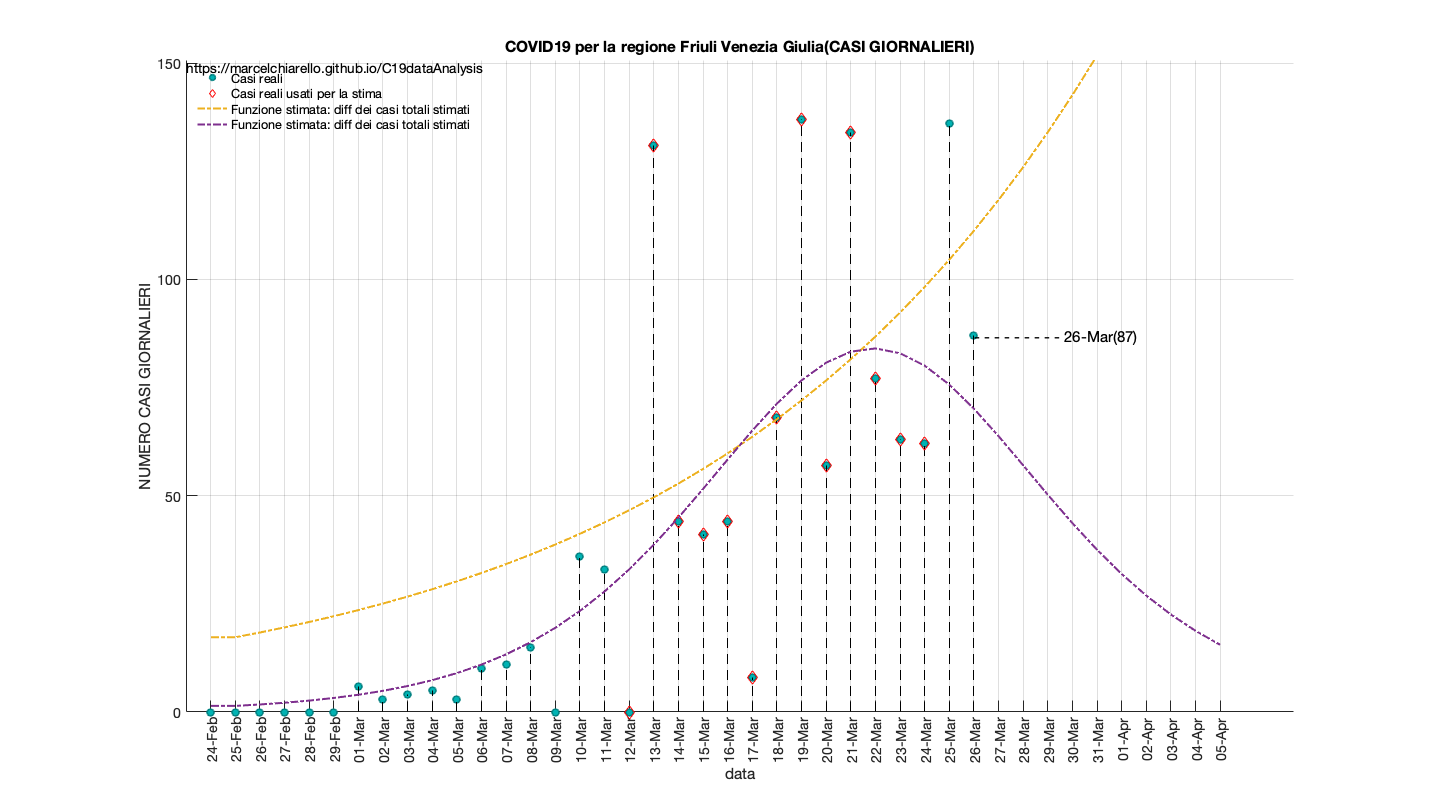 COVID19 per la regione Friuli Venezia Giulia(CASI GIORNALIERI)
https://marcelchiarello.github.io/C19dataAnalysis
Casi reali
Casi reali usati per la stima
Funzione stimata: diff dei casi totali stimati
Funzione stimata: diff dei casi totali stimati
150
100
50
0
NUMERO CASI GIORNALIERI
26-Mar(87)
24-Feb
25-Feb
26-Feb
27-Feb
28-Feb
29-Feb
01-Mar
02-Mar
03-Mar
04-Mar
05-Mar
06-Mar
07-Mar
08-Mar
09-Mar
10-Mar
11-Mar
12-Mar
13-Mar
14-Mar
15-Mar
16-Mar
17-Mar
18-Mar
19-Mar
20-Mar
21-Mar
22-Mar
23-Mar
24-Mar
25-Mar
26-Mar
27-Mar
28-Mar
29-Mar
30-Mar
31-Mar
01-Apr
02-Apr
03-Apr
04-Apr
05-Apr
data